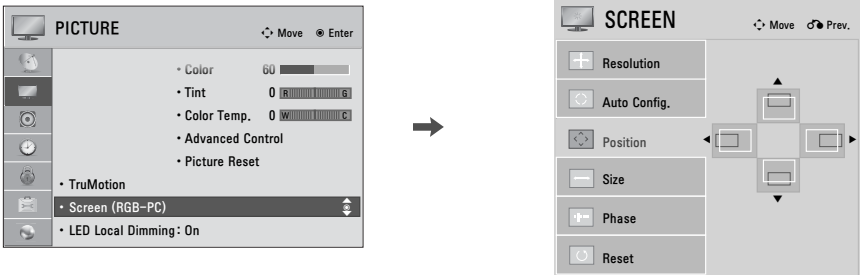 PICTURE
Move Enter
• Color 60
• Tint 0 R G
• Color Temp. 0 W C
• Advanced Control
• Picture Reset
• TruMotion
• Screen (RGB-PC)
• LED Local Dimming: On
SCREEN
Move Prev.
Resolution
Auto Config.
Position
Size
Phase
Reset